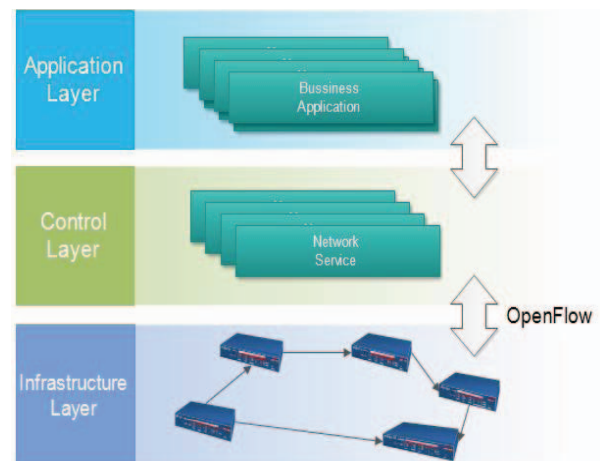 Application
Layer
Bussiness
Application
Control
Layer
Network
Service
OpenFlow
Infrastructure
Layer